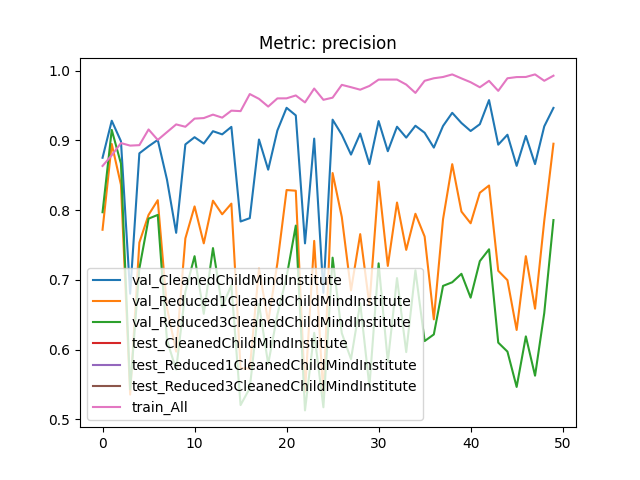 Metric: precision
1.0
0.9
0.8
0.7
0.6
0.5
val_CleanedChildMindInstitute
val_Reduced1CleanedChildMindInstitute
val_Reduced3CleanedChildMindInstitute
test_CleanedChildMindInstitute
test_Reduced1CleanedChildMindInstitute
test_Reduced3CleanedChildMindInstitute
train_All
0 10 20 30 40 50